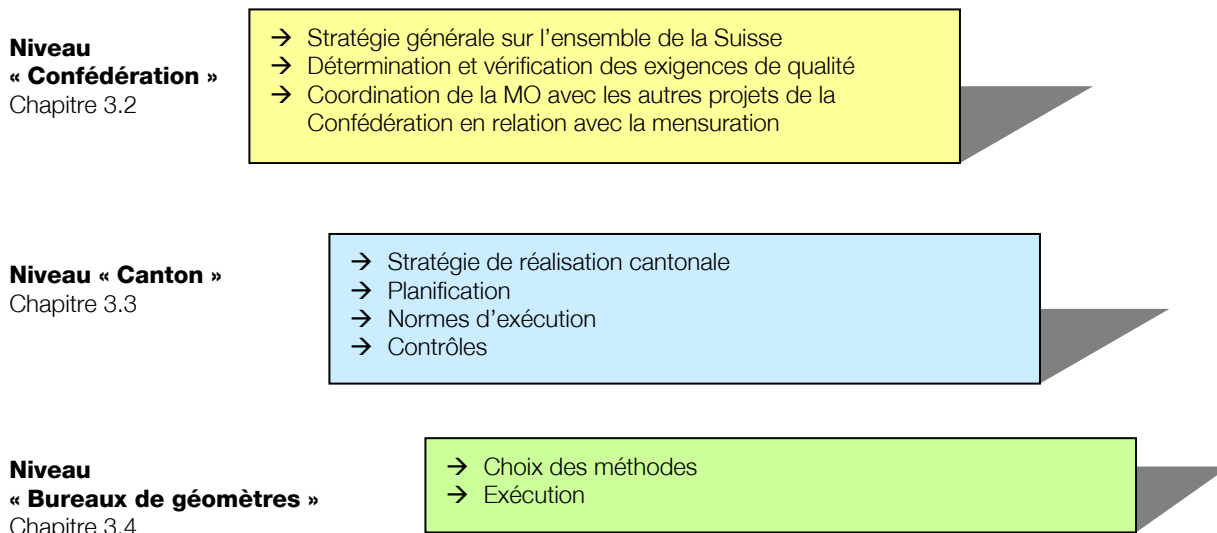 Niveau
« Confédération »
Chapitre 3.2
→ Stratégie générale sur l’ensemble de la Suisse
→ Détermination et vérification des exigences de qualité
→ Coordination de la MO avec les autres projets de la
Confédération en relation avec la mensuration
Niveau « Canton »
Chapitre 3.3
→ Stratégie de réalisation cantonale
→ Planification
→ Normes d’exécution
→ Contrôles
Niveau
« Bureaux de géomètres »
Chapitre 3.4
→ Choix des méthodes
→ Exécution